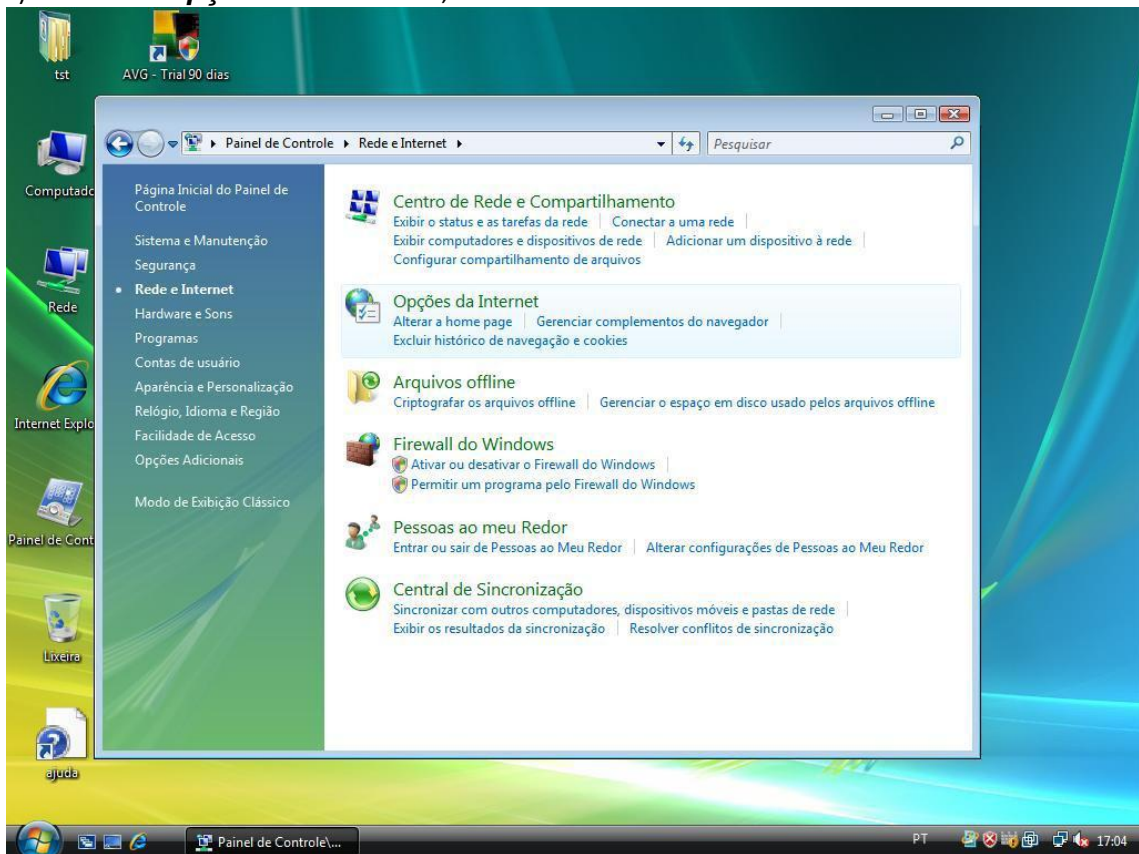 tst
AVG - Trial 90 dias
Painel de Controle
Rede e Internet
Pesquisar
Computadc
Rede
Internet Explo
Painel de Cont
Lixeira
ajuda
Página Inicial do Painel de
Controle
Sistema e Manutenção
Segurança
Rede e Internet
Hardware e Sons
Programas
Contas de usuário
Aparência e Personalização
Relógio, Idioma e Região
Facilidade de Acesso
Opções Adicionais
Modo de Exibição Clássico
Centro de Rede e Compartilhamento
Exibir o status e as tarefas da rede Conectar a uma rede
Exibir computadores e dispositivos de rede Adicionar um dispositivo à rede
Configurar compartilhamento de arquivos
Opções da Internet
Alterar a home page Gerenciar complementos do navegador
Excluir histórico de navegação e cookies
Arquivos offline
Criptografar os arquivos offline Gerenciar o espaço em disco usado pelos arquivos offline
Firewall do Windows
Ativar ou desativar o Firewall do Windows
Permitir um programa pelo Firewall do Windows
Pessoas ao meu Redor
Entrar ou sair de Pessoas ao Meu Redor Alterar configurações de Pessoas ao Meu Redor
Central de Sincronização
Sincronizar com outros computadores, dispositivos móveis e pastas de rede
Exibir os resultados da sincronização Resolver conflitos de sincronização
Painel de Controle\...
PT
17:04